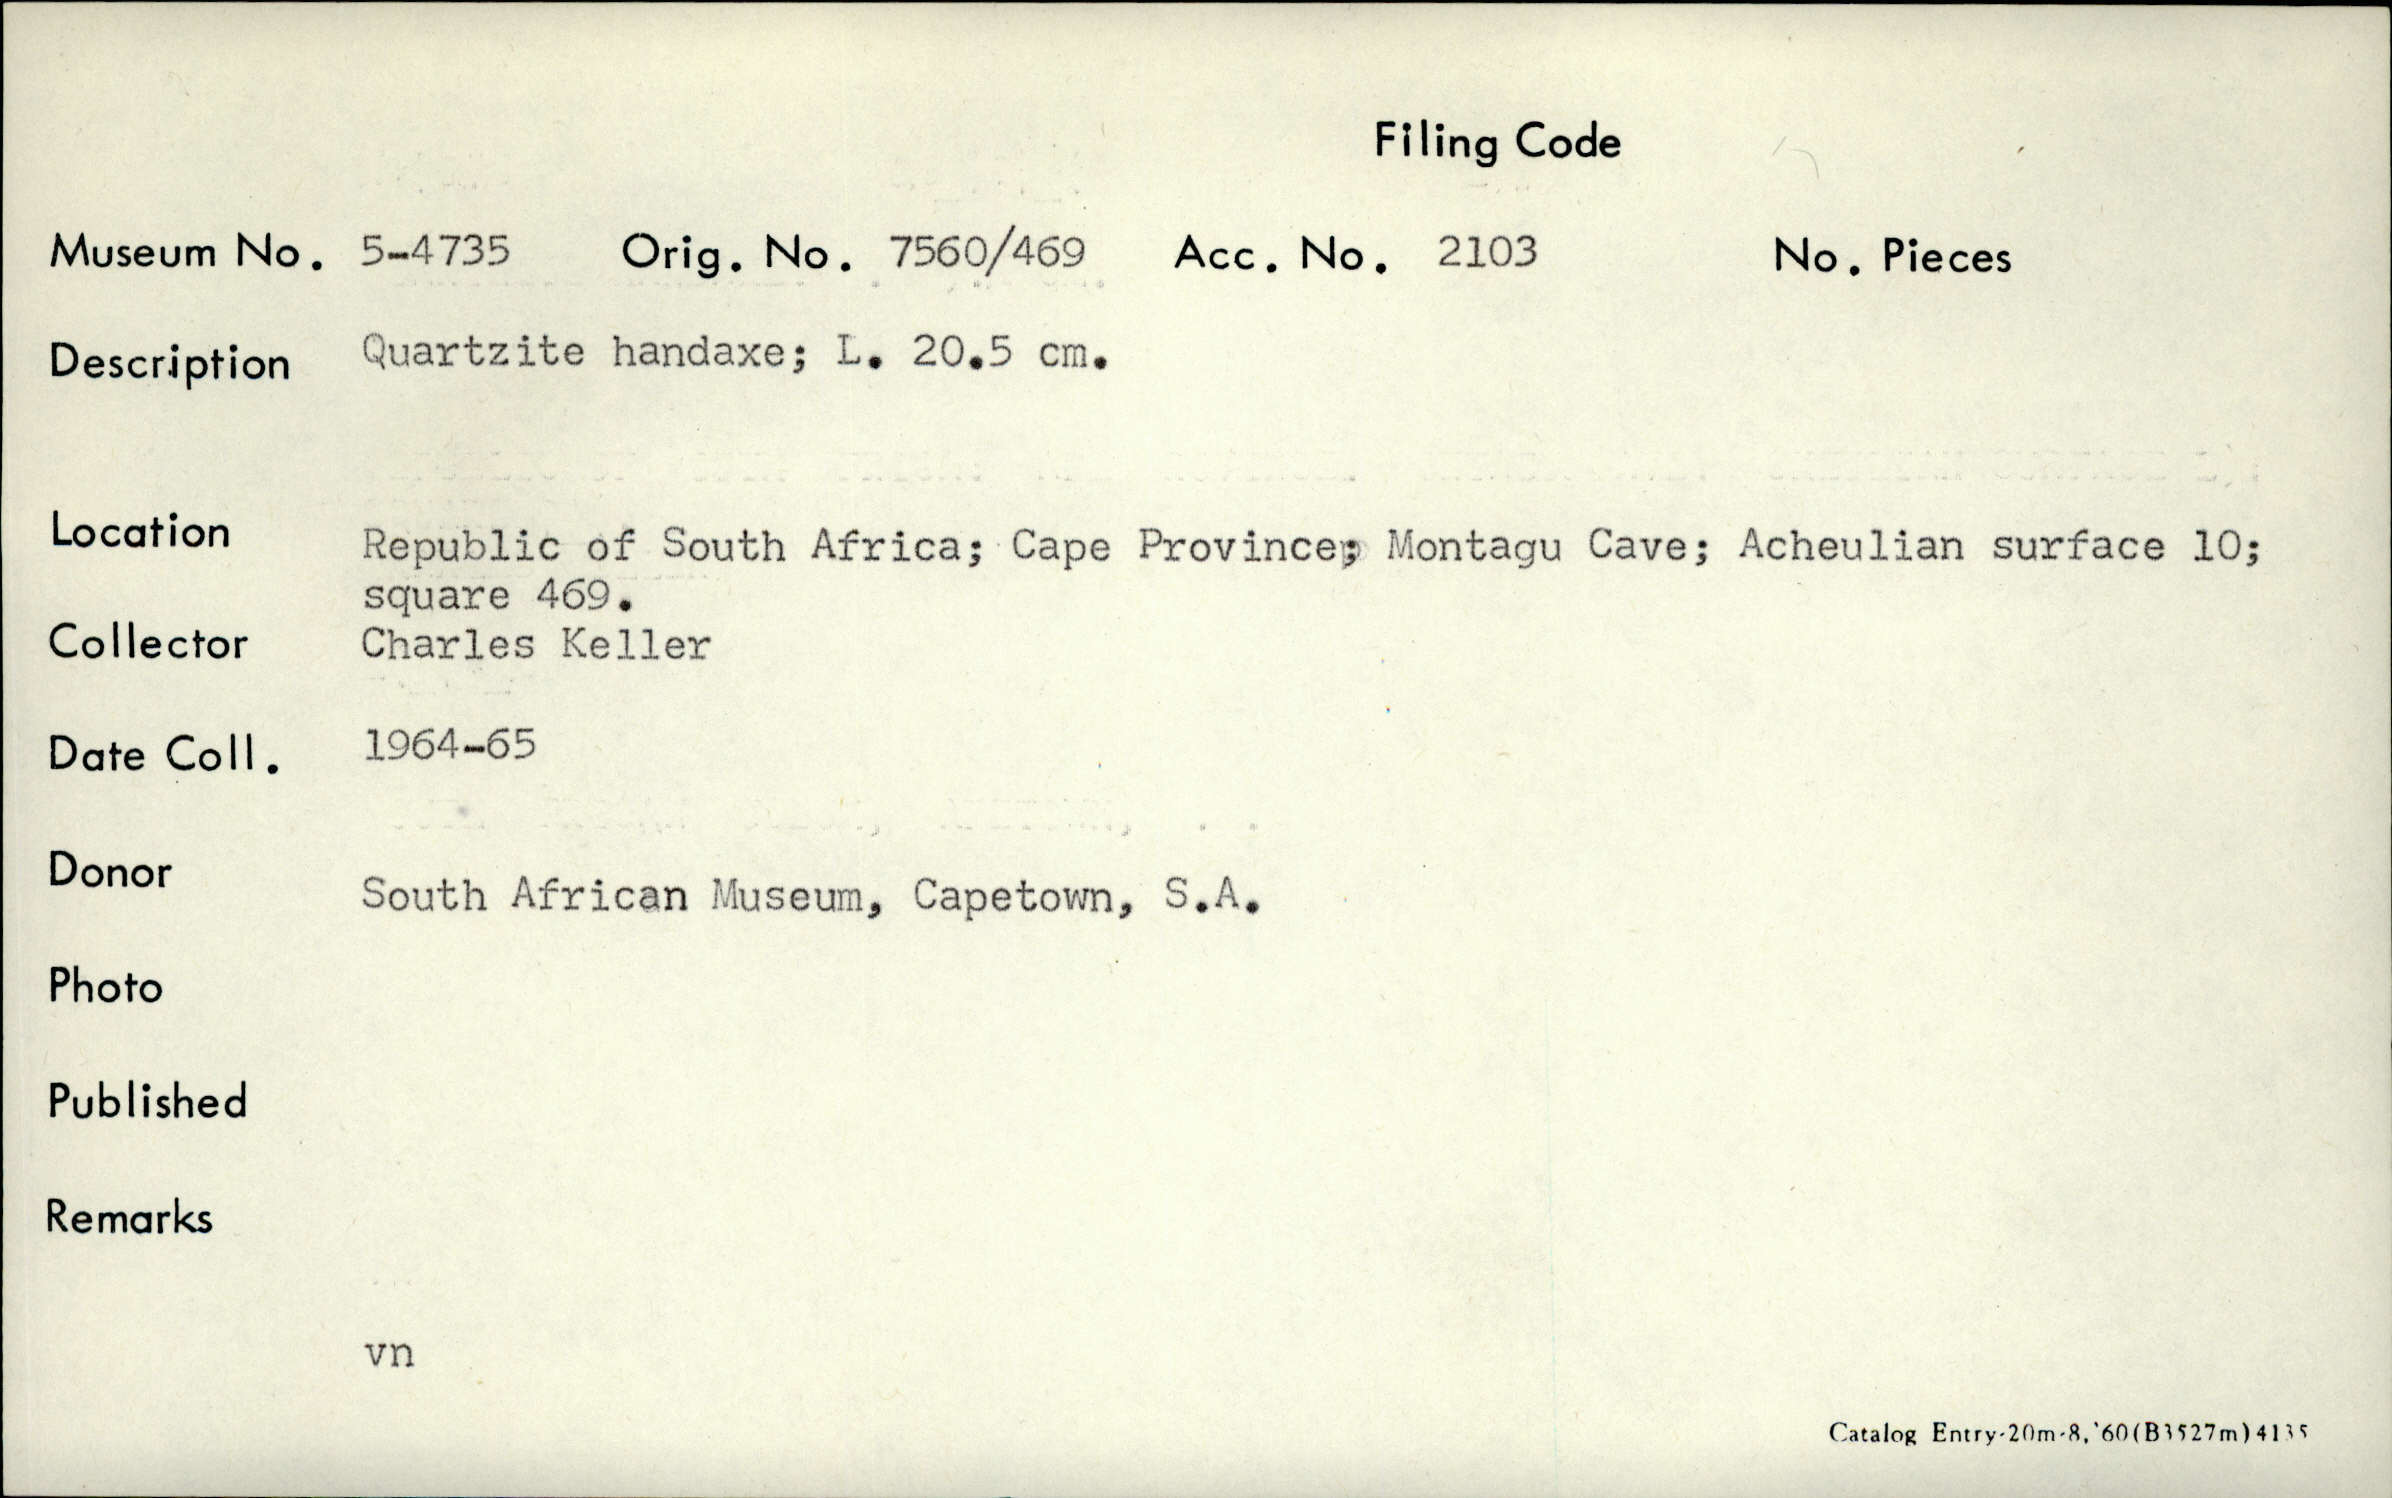 Filing Code
Museum No. 5-4735 Orig. No. 7560/469 Acc. No. 2103 No. Pieces
Description Quartzite handaxe; L. 20.5 cm.
Location Republic of South Africa; Cape Province; Montagu Cave; Acheulian surface 10;
square 469.
Collector Charles Keller
Date Coll. 1964-65
Donor South African Museum, Capetown, S.A.
Photo
Published
Remarks
vn
Catalog Entry-20m-8,'60(B3527m)4135